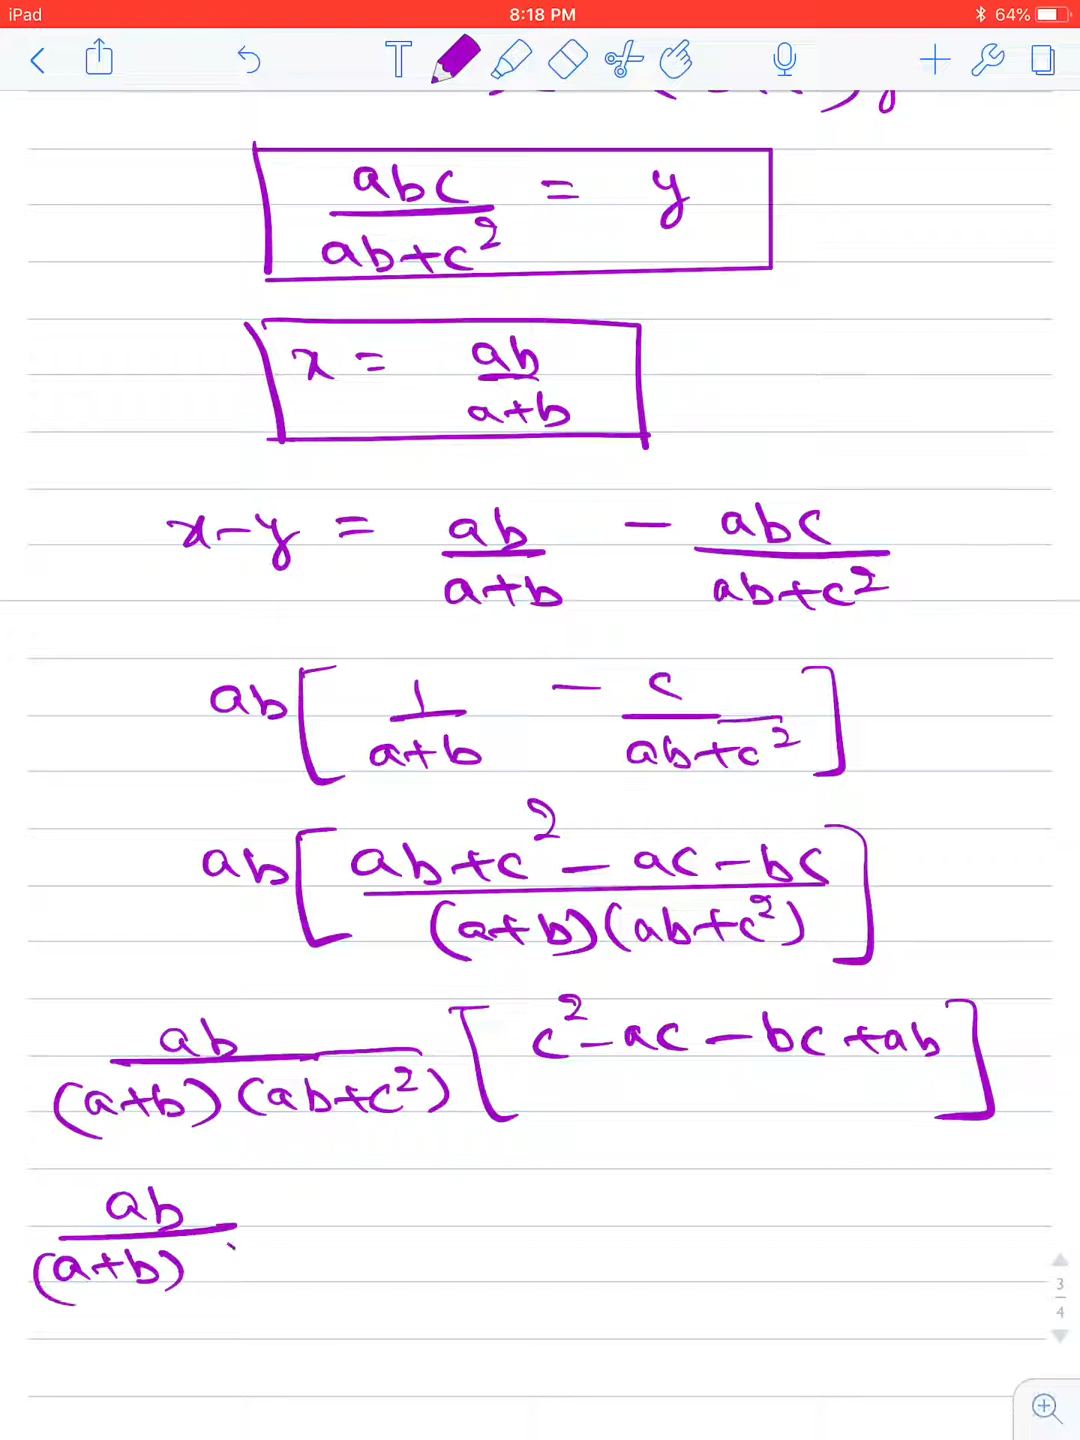 iPad 8:18 PM 64%
T
abc/ab+c² = y
x = ab/a+b
x-y = ab/a+b - abc/ab+c²
ab[1/a+b - c/ab+c²]
ab[ab+c²-ac-bc/(a+b)(ab+c²)]
ab/(a+b)(ab+c²) [c²-ac-bc+ab]
ab/(a+b)
3
4